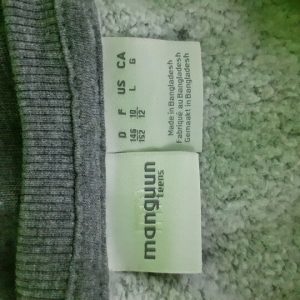 D F US CA
146 10 L G
152 12
Made in Bangladesh
Fabriqué au Bangladesh
Gemaakt in Bangladesh
manguun
teens